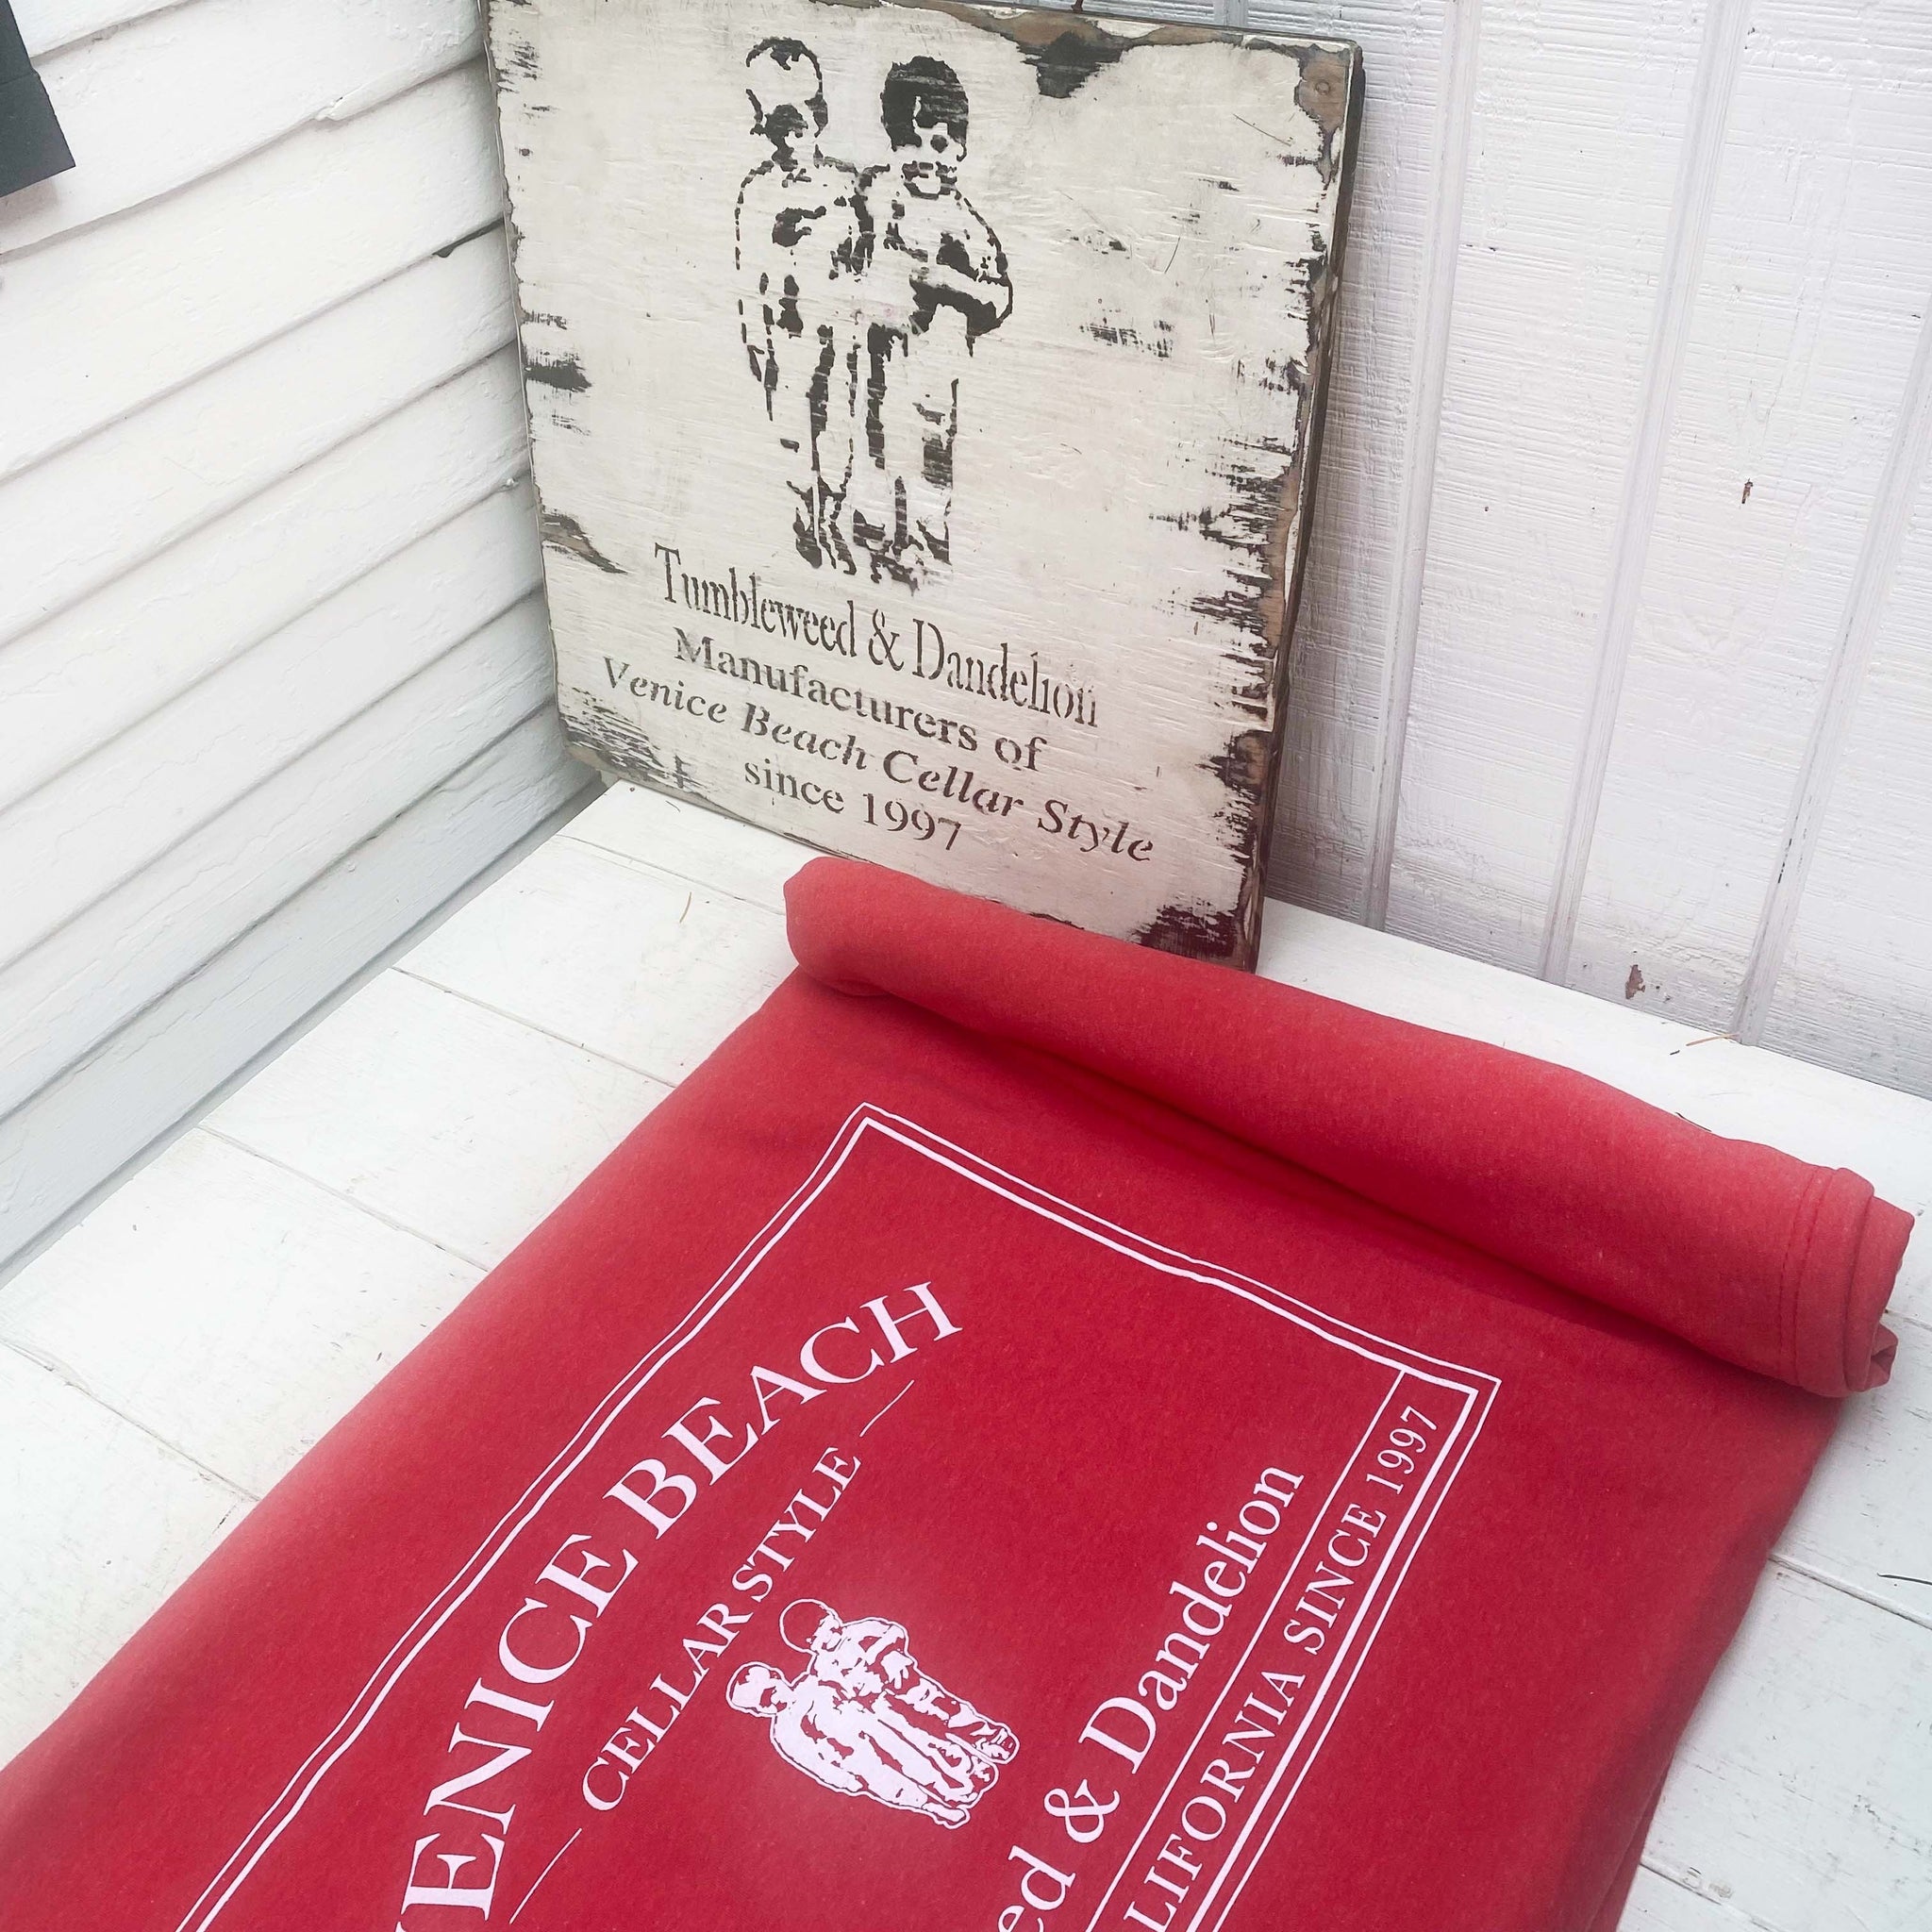 Tumbleweed & Dandelion
Manufacturers of
Venice Beach Cellar Style
since 1997
ENICE BEACH
CELLAR STYLE
ed & Dandelion
LIFORNIA SINCE 1997